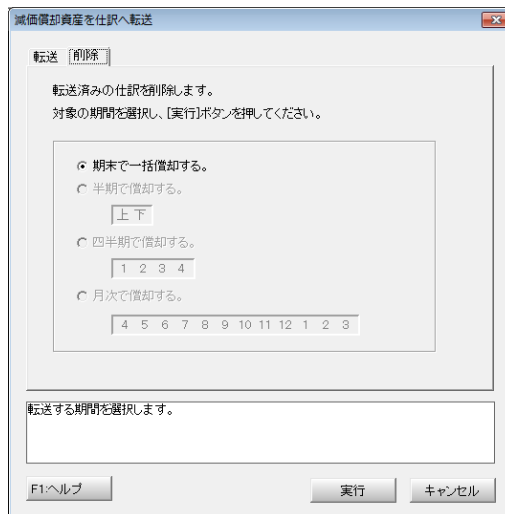 減価償却資産を仕訳へ転送
転送 削除
転送済みの仕訳を削除します。
対象の期間を選択し、[実行]ボタンを押してください。
期末で一括償却する。
半期で償却する。
上 下
四半期で償却する。
1 2 3 4
月次で償却する。
4 5 6 7 8 9 10 11 12 1 2 3
転送する期間を選択します。
F1:ヘルプ 実行 キャンセル